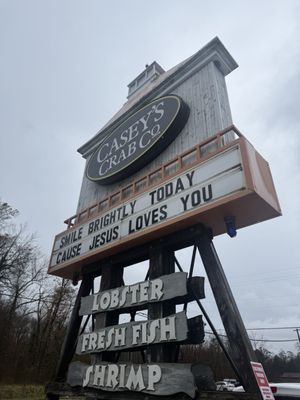 CASEY'S
CRAB CO.
SMILE BRIGHTLY TODAY
CAUSE JESUS LOVES YOU
LOBSTER
FRESH FISH
SHRIMP